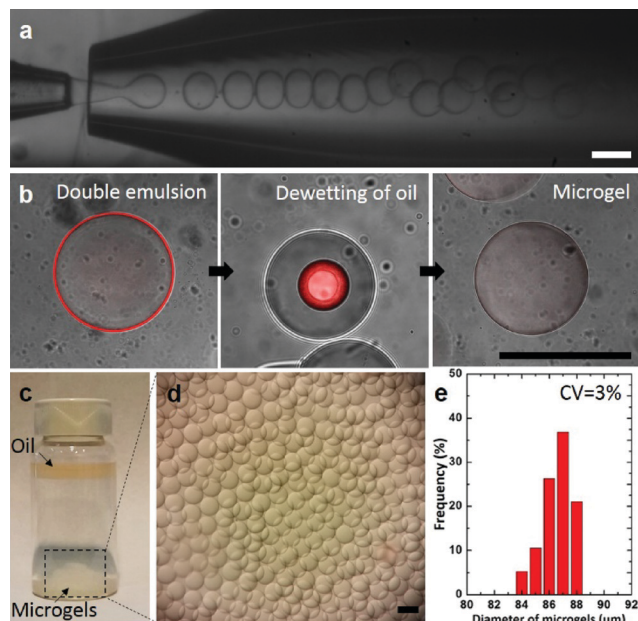 a
b
Double emulsion
Dewetting of oil
Microgel
c
Oil
Microgels
d
e
CV=3%
Frequency (%)
50
40
30
20
10
0
80 82 84 86 88 90 92
Diameter of microgels (μm)